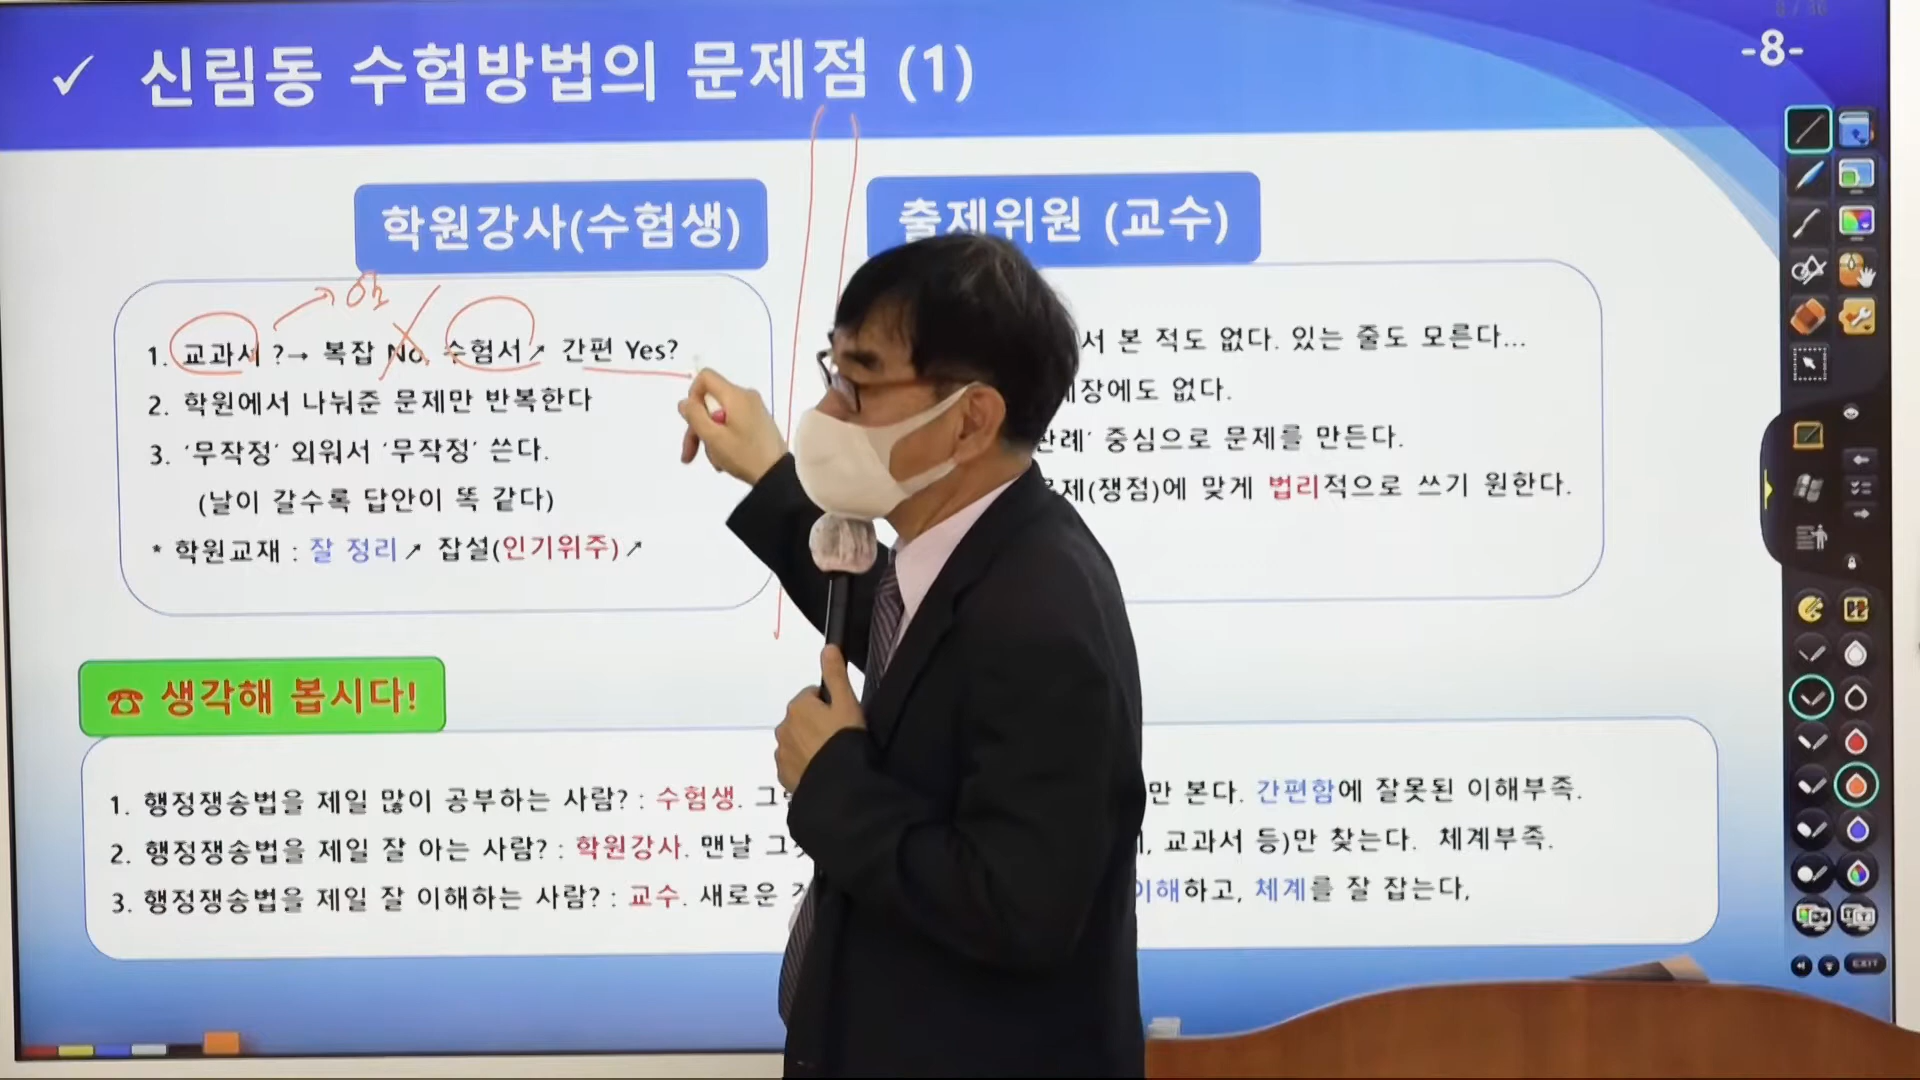 ✓ 신림동 수험방법의 문제점 (1)
-8-
학원강사(수험생)
1. 교과서 ?→ 복잡 No, 수험서↗ 간편 Yes?
2. 학원에서 나눠준 문제만 반복한다
3. ‘무작정’ 외워서 ‘무작정’ 쓴다.
(날이 갈수록 답안이 똑 같다)
* 학원교재 : 잘 정리↗ 잡설(인기위주)↗
출제위원 (교수)
본 적도 없다. 있는 줄도 모른다...
없다.
중심으로 문제를 만든다.
맞게 법리적으로 쓰기 원한다.
☎ 생각해 봅시다!
1. 행정쟁송법을 제일 많이 공부하는 사람? : 수험생. 본다. 간편함에 잘못된 이해부족.
2. 행정쟁송법을 제일 잘 아는 사람? : 학원강사. 맨날 교과서 등)만 찾는다. 체계부족.
3. 행정쟁송법을 제일 잘 이해하는 사람? : 교수. 새로운 이해하고, 체계를 잘 잡는다,
EXIT